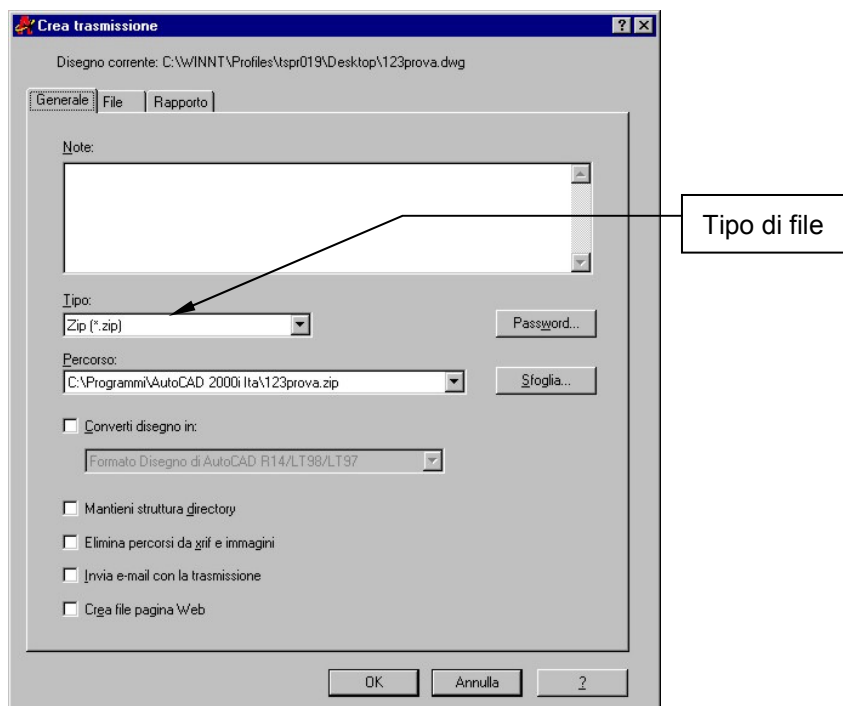 Crea trasmissione
Disegno corrente: C:\WINNT\Profiles\tspr019\Desktop\123prova.dwg
Generale File Rapporto
Note:
Tipo di file
Tipo:
Zip (*.zip) Password...
Percorso:
C:\Programmi\AutoCAD 2000i Ita\123prova.zip Sfoglia...
Converti disegno in:
Formato Disegno di AutoCAD R14/LT98/LT97
Mantieni struttura directory
Elimina percorsi da xrif e immagini
Invia e-mail con la trasmissione
Crea file pagina Web
OK Annulla ?